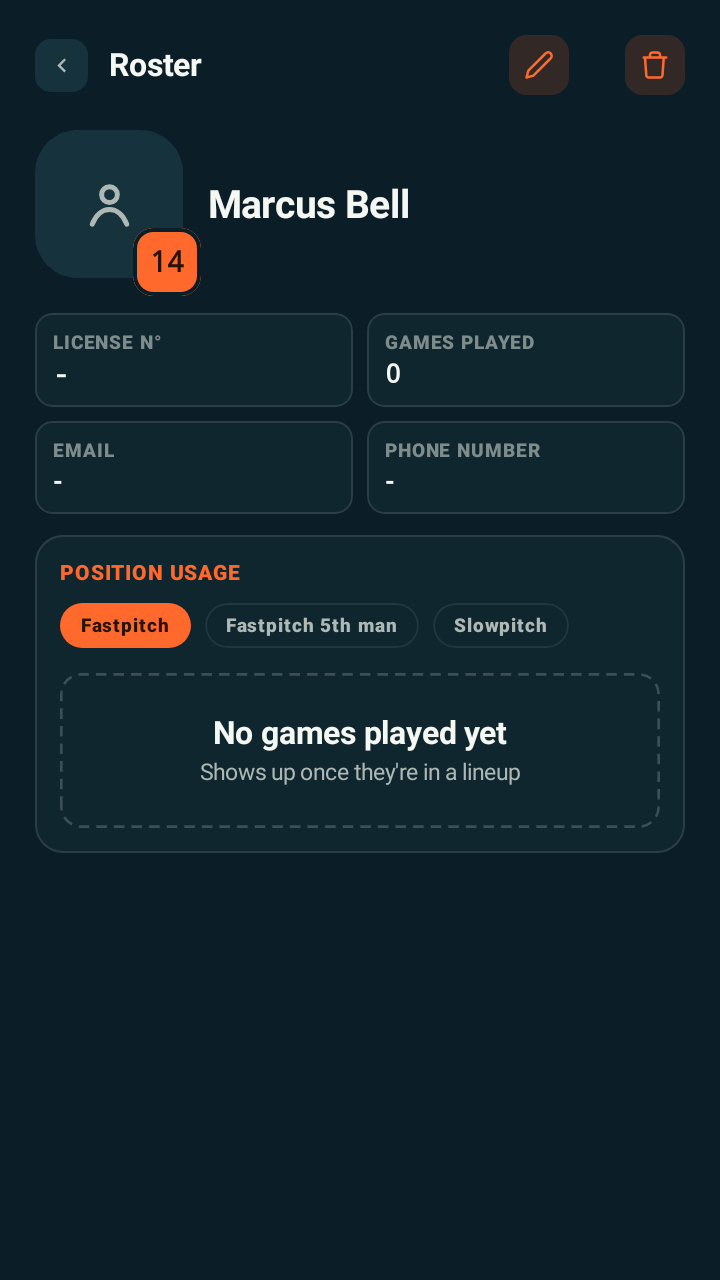 Roster
Marcus Bell
14
LICENSE N°
-
GAMES PLAYED
0
EMAIL
-
PHONE NUMBER
-
POSITION USAGE
Fastpitch
Fastpitch 5th man
Slowpitch
No games played yet
Shows up once they're in a lineup